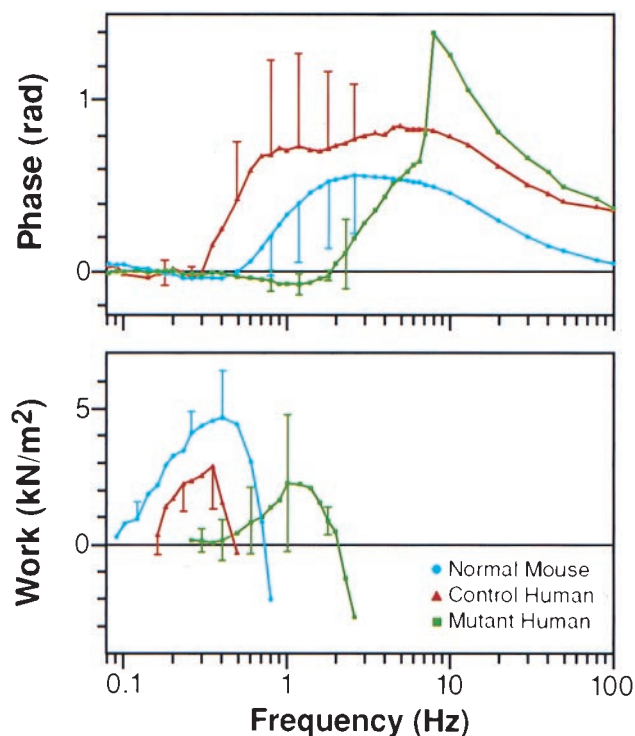 Phase (rad)
1
0
Work (kN/m²)
5
0
Normal Mouse
Control Human
Mutant Human
0.1
1
10
100
Frequency (Hz)